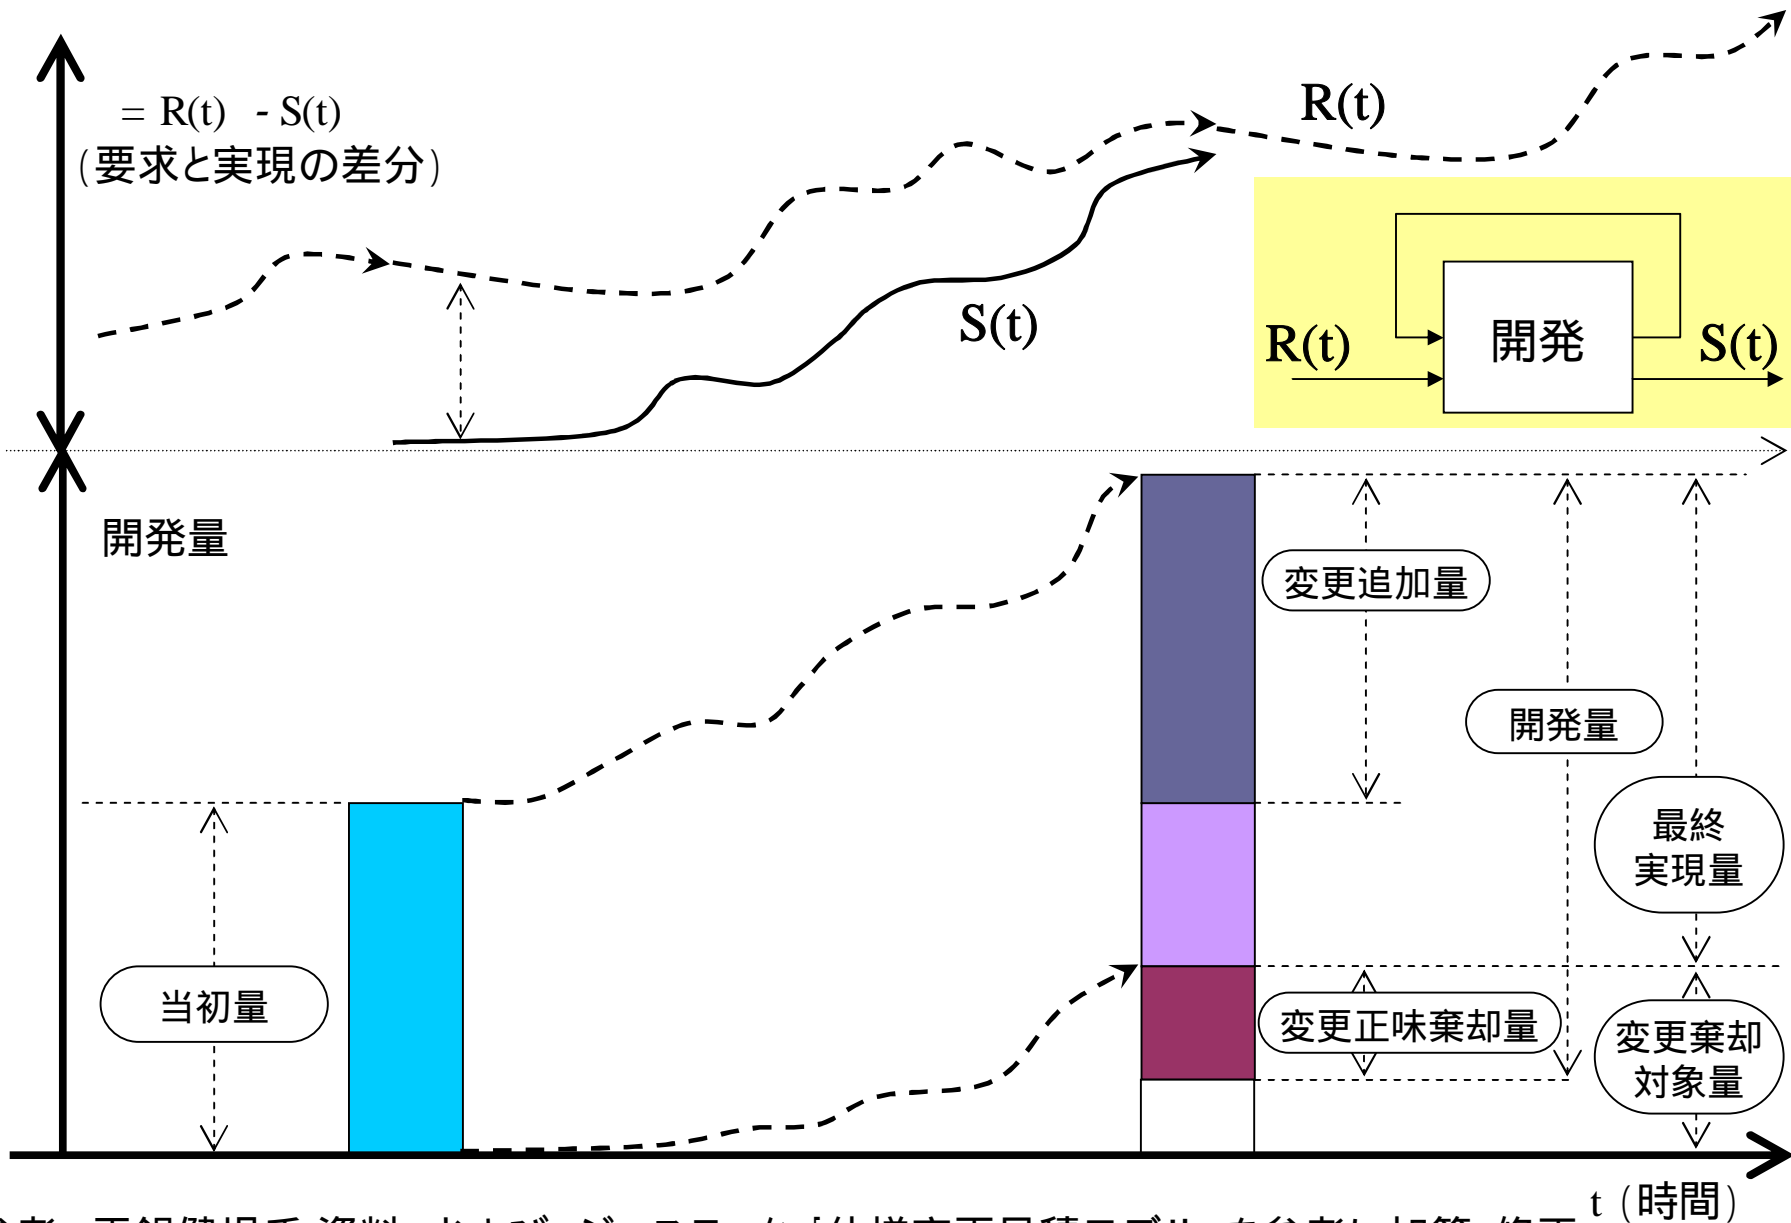 = R(t) - S(t)
(要求と実現の差分)
R(t)
S(t)
R(t)
開発
S(t)
開発量
変更追加量
開発量
最終
実現量
当初量
変更正味棄却量
変更棄却
対象量
t (時間)